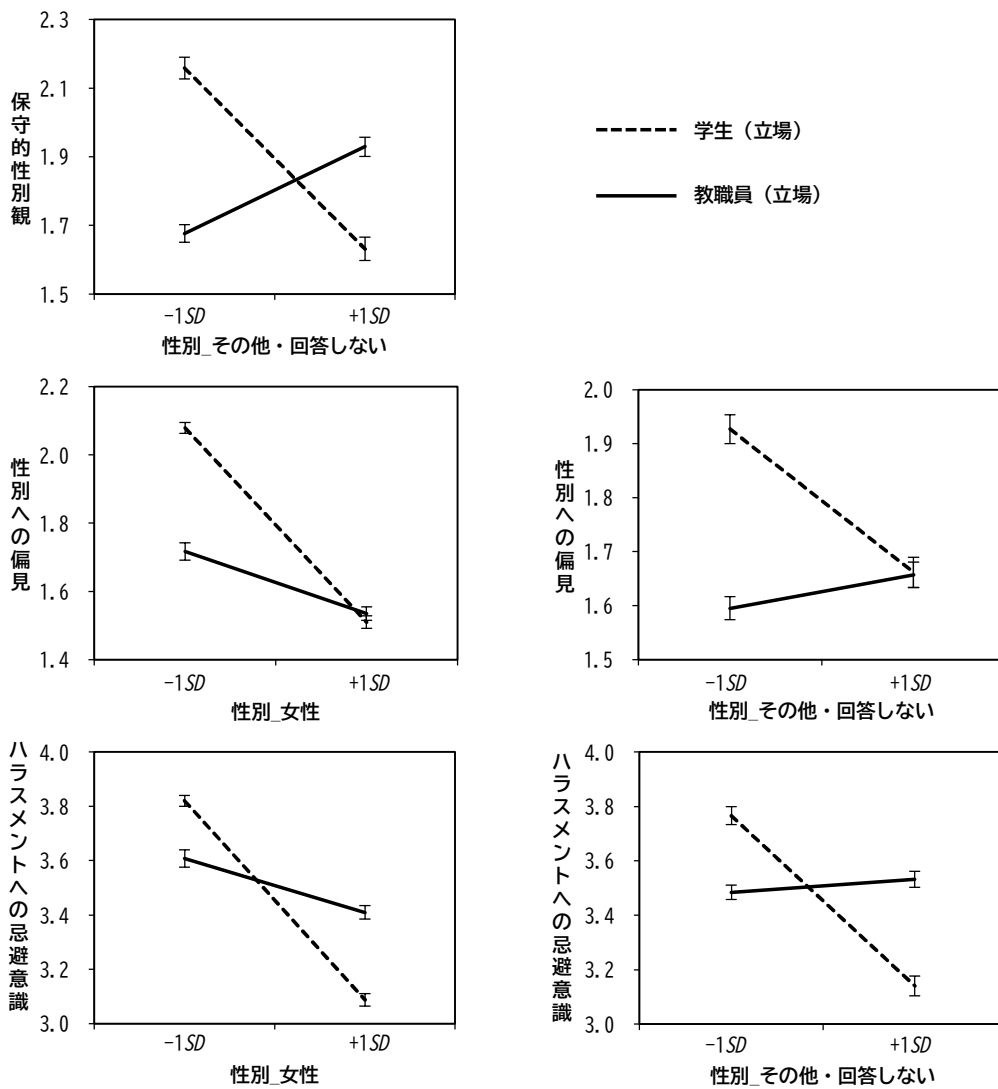 2.3
2.1
1.9
1.7
1.5
保守的性別観
−1SD
+1SD
性別_その他・回答しない
学生（立場）
教職員（立場）
2.2
2.0
1.8
1.6
1.4
性別への偏見
−1SD
+1SD
性別_女性
2.0
1.9
1.8
1.7
1.6
1.5
性別への偏見
−1SD
+1SD
性別_その他・回答しない
4.0
3.8
3.6
3.4
3.2
3.0
ハラスメントへの忌避意識
−1SD
+1SD
性別_女性
4.0
3.8
3.6
3.4
3.2
3.0
ハラスメントへの忌避意識
−1SD
+1SD
性別_その他・回答しない